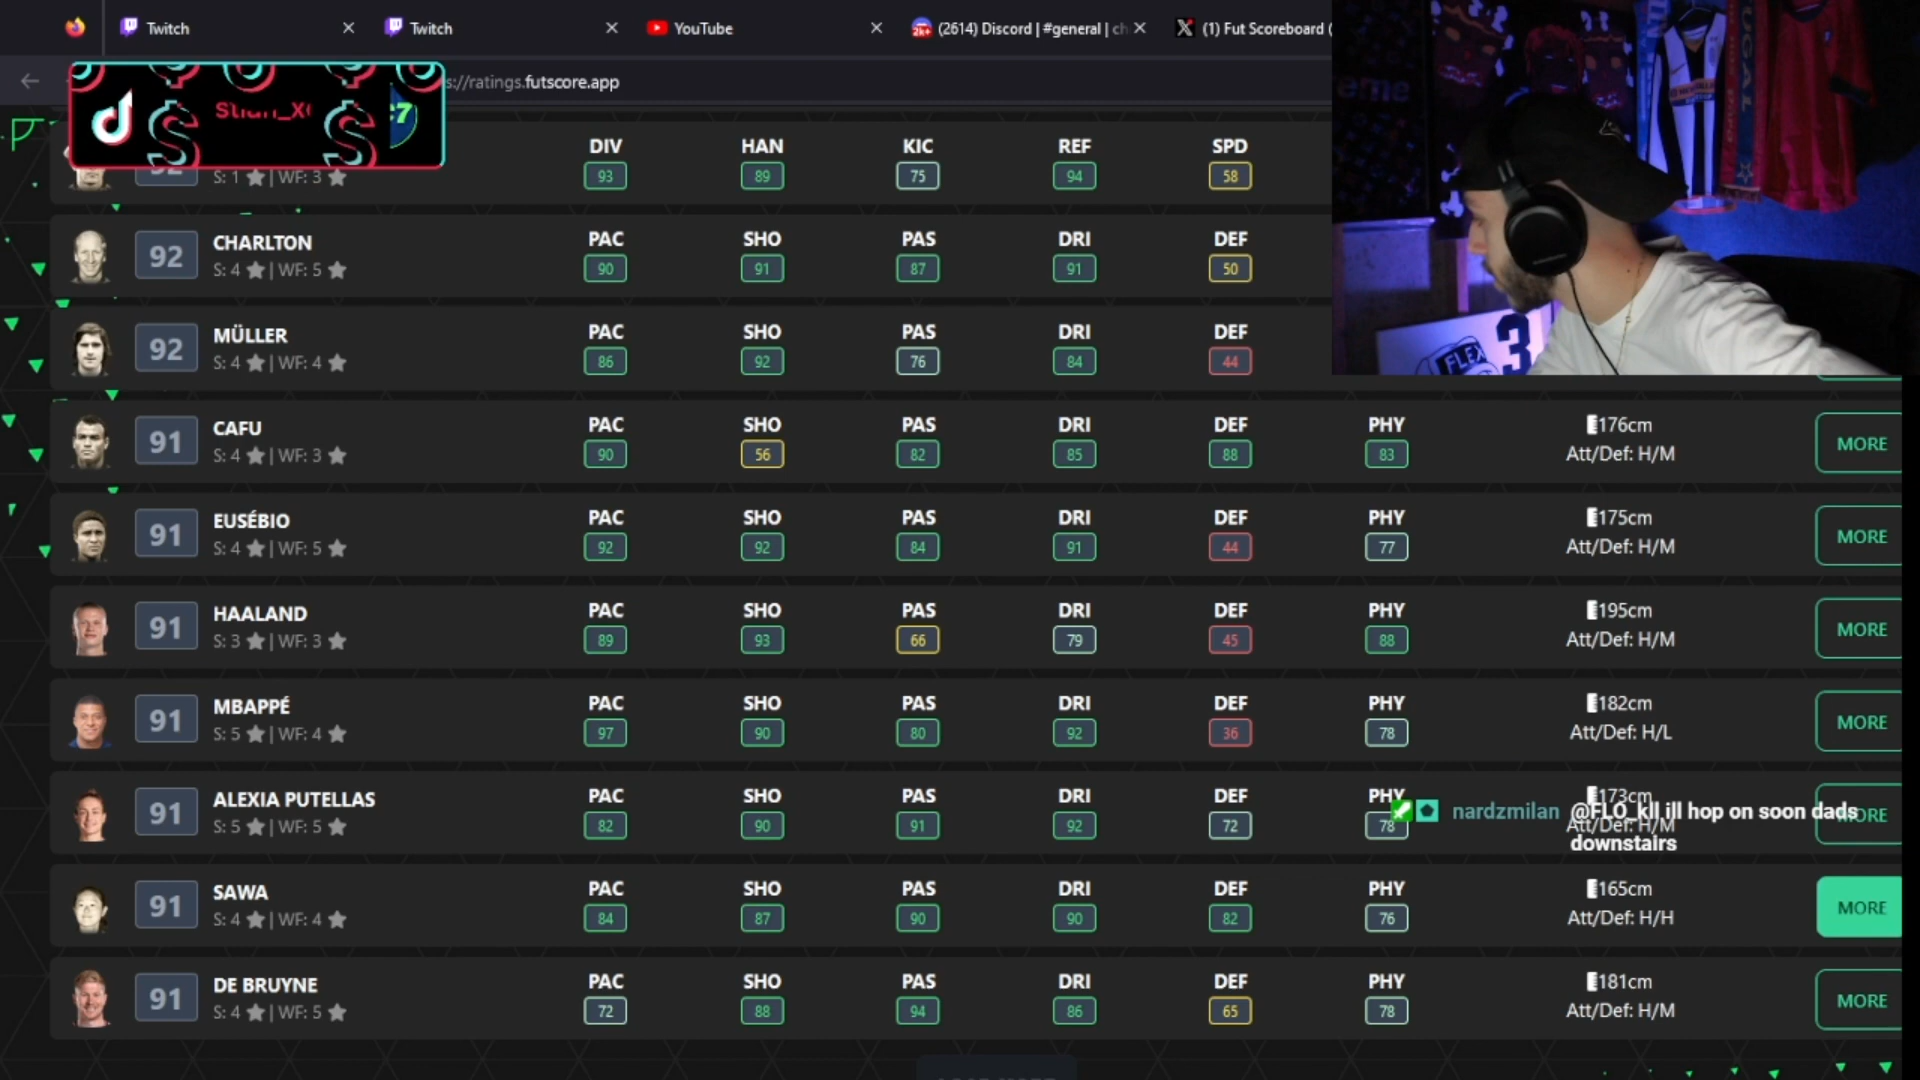 Twitch
Twitch
YouTube
(2614) Discord | #general | ch
(1) Fut Scoreboard (
s://ratings.futscore.app
DIV HAN KIC REF SPD
93 89 75 94 58
S: 1 | WF: 3
92 CHARLTON
S: 4 | WF: 5
PAC SHO PAS DRI DEF
90 91 87 91 50
92 MÜLLER
S: 4 | WF: 4
PAC SHO PAS DRI DEF
86 92 76 84 44
FLEX
3
91 CAFU
S: 4 | WF: 3
PAC SHO PAS DRI DEF PHY
90 56 82 85 88 83
176cm
Att/Def: H/M
MORE
91 EUSÉBIO
S: 4 | WF: 5
PAC SHO PAS DRI DEF PHY
92 92 84 91 44 77
175cm
Att/Def: H/M
MORE
91 HAALAND
S: 3 | WF: 3
PAC SHO PAS DRI DEF PHY
89 93 66 79 45 88
195cm
Att/Def: H/M
MORE
91 MBAPPÉ
S: 5 | WF: 4
PAC SHO PAS DRI DEF PHY
97 90 80 92 36 78
182cm
Att/Def: H/L
MORE
91 ALEXIA PUTELLAS
S: 5 | WF: 5
PAC SHO PAS DRI DEF PHY
82 90 91 92 72 78
173cm
Att/Def: H/M
MORE
nardzmilan @FLO_kll ill hop on soon dads
downstairs
91 SAWA
S: 4 | WF: 4
PAC SHO PAS DRI DEF PHY
84 87 90 90 82 76
165cm
Att/Def: H/H
MORE
91 DE BRUYNE
S: 4 | WF: 5
PAC SHO PAS DRI DEF PHY
72 88 94 86 65 78
181cm
Att/Def: H/M
MORE